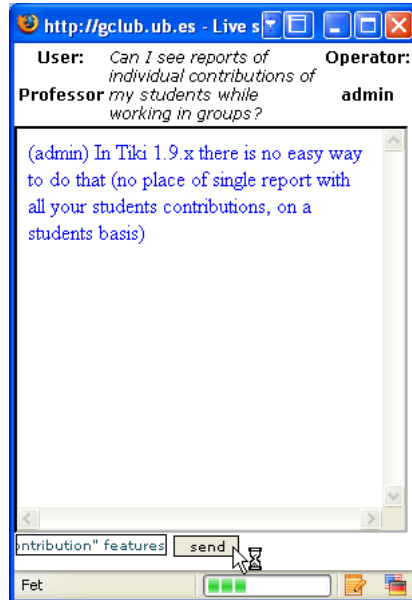 http://gclub.ub.es - Live s
User: Can I see reports of Operator:
individual contributions of
Professor my students while admin
working in groups?
(admin) In Tiki 1.9.x there is no easy way
to do that (no place of single report with
all your students contributions, on a
students basis)
ontribution" features send
Fet